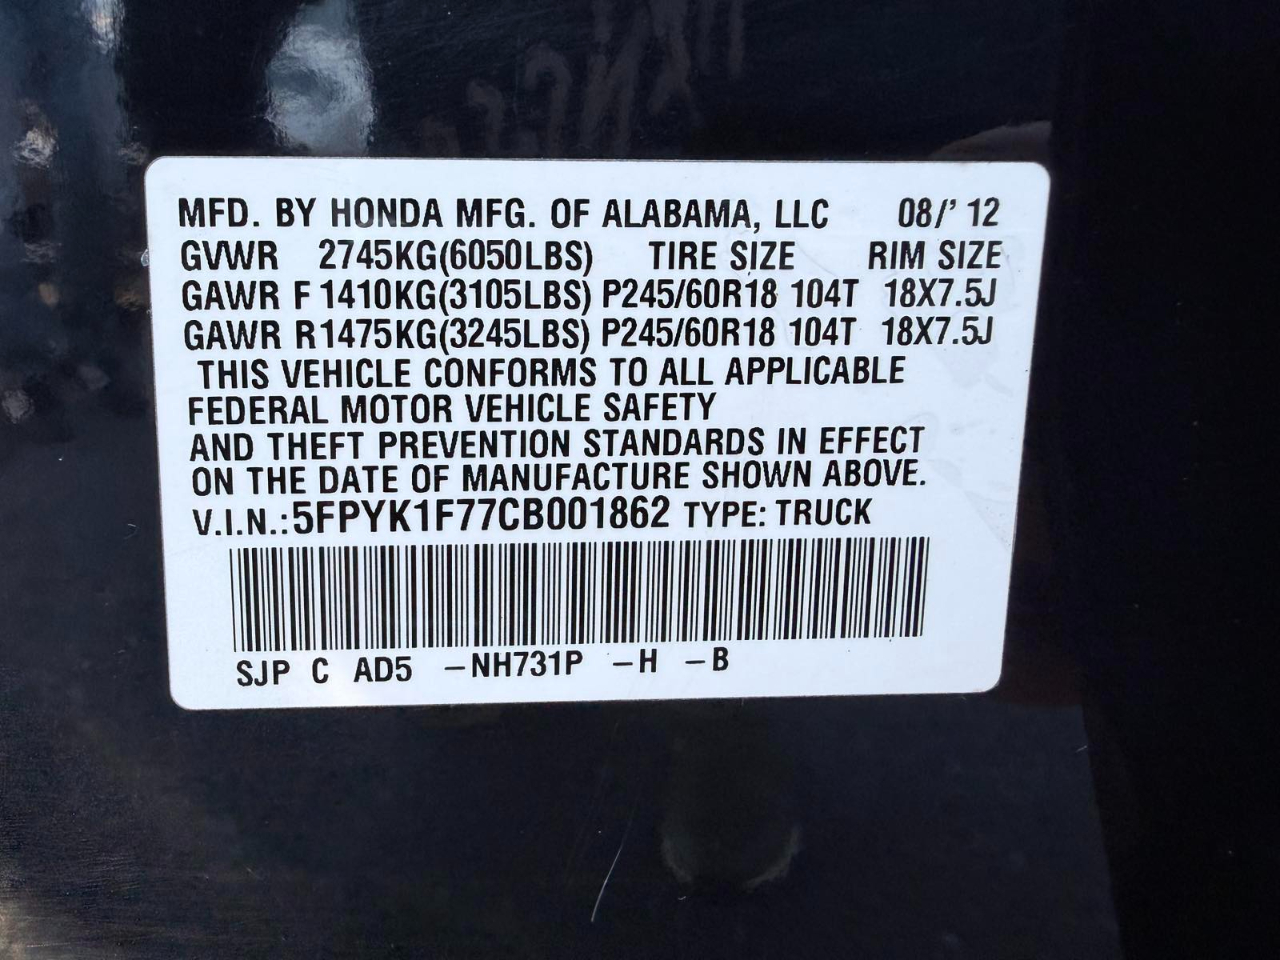 MFD. BY HONDA MFG. OF ALABAMA, LLC 08/' 12
GVWR 2745KG(6050LBS) TIRE SIZE RIM SIZE
GAWR F 1410KG(3105LBS) P245/60R18 104T 18X7.5J
GAWR R1475KG(3245LBS) P245/60R18 104T 18X7.5J
THIS VEHICLE CONFORMS TO ALL APPLICABLE
FEDERAL MOTOR VEHICLE SAFETY
AND THEFT PREVENTION STANDARDS IN EFFECT
ON THE DATE OF MANUFACTURE SHOWN ABOVE.
V.I.N.:5FPYK1F77CB001862 TYPE: TRUCK
SJP C AD5 -NH731P -H -B